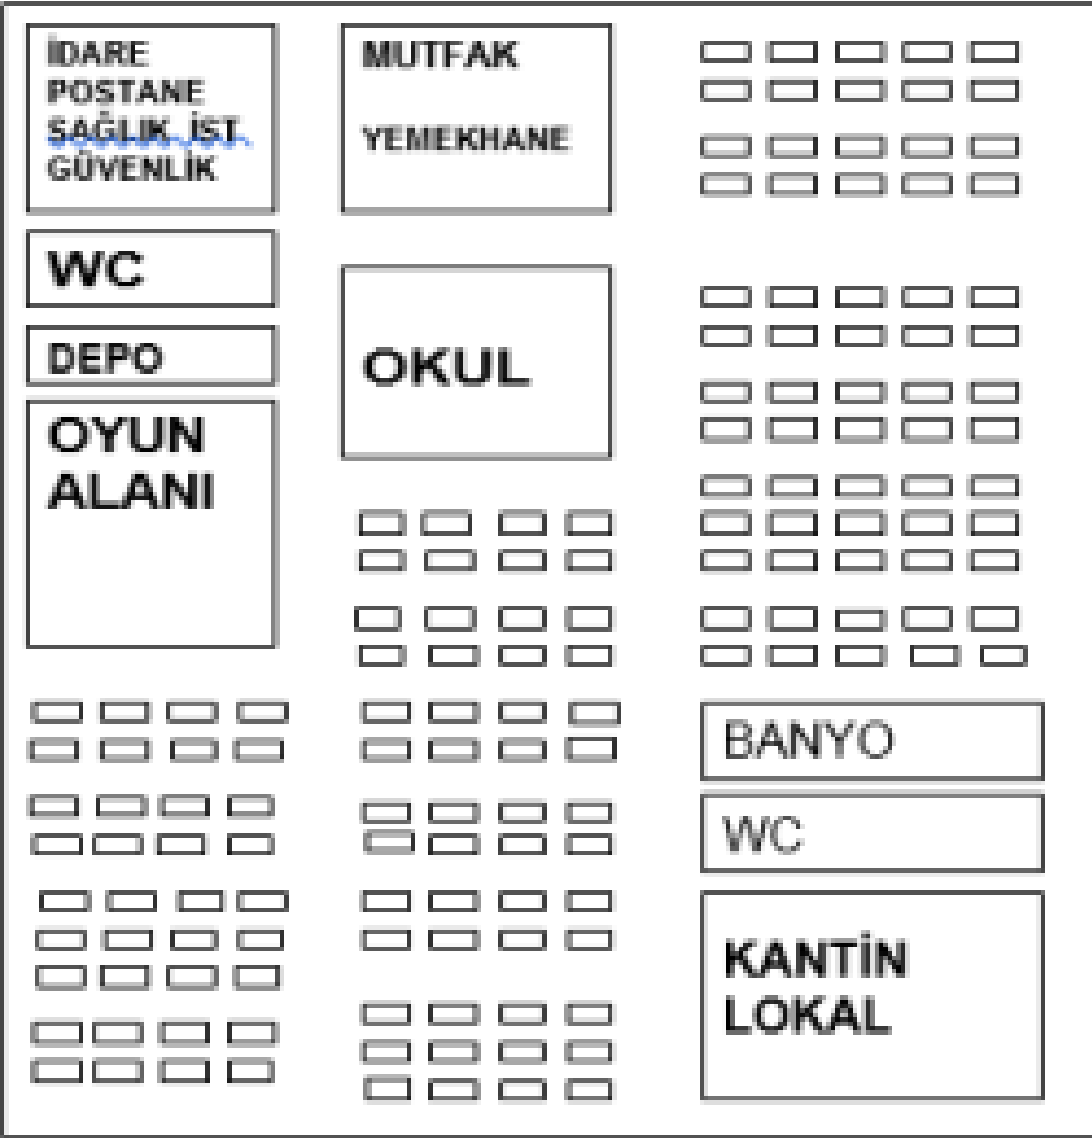 İDARE
POSTANE
SAĞLIK İST.
GÜVENLİK
WC
DEPO
OYUN
ALANI
MUTFAK
YEMEKHANE
OKUL
BANYO
WC
KANTİN
LOKAL